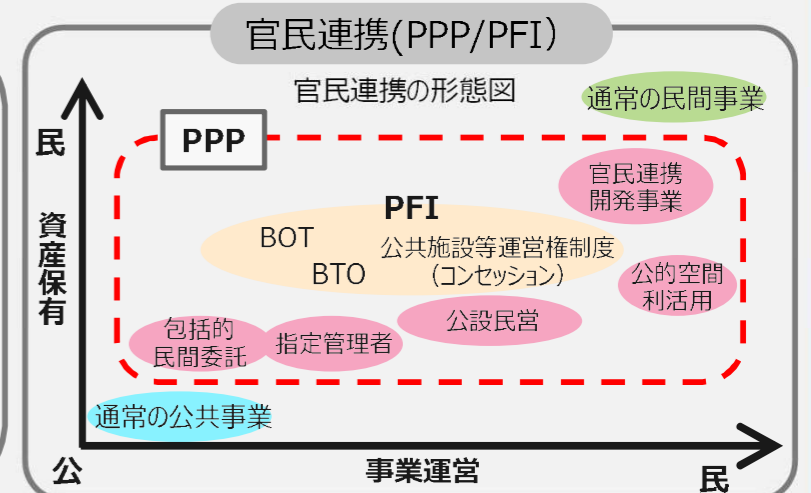 官民連携(PPP/PFI)
官民連携の形態図
通常の民間事業
民
PPP
官民連携
開発事業
PFI
BOT
公共施設等運営権制度
BTO
(コンセッション)
資産保有
公的空間
利活用
公設民営
包括的
民間委託
指定管理者
通常の公共事業
公
事業運営
民